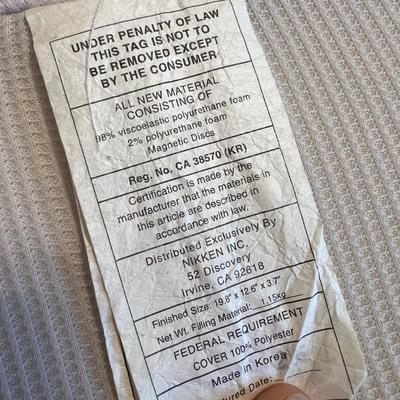 UNDER PENALTY OF LAW
THIS TAG IS NOT TO
BE REMOVED EXCEPT
BY THE CONSUMER
ALL NEW MATERIAL
CONSISTING OF
98% viscoelastic polyurethane foam
2% polyurethane foam
Magnetic Discs
Reg. No. CA 38570 (KR)
Certification is made by the
manufacturer that the materials in
this article are described in
accordance with law.
Distributed Exclusively By
NIKKEN INC.
52 Discovery
Irvine, CA 92618
Finished Size: 19.8" x 12.6" x 3.7"
Net Wt. Filling Material: 1.15kg
FEDERAL REQUIREMENT
COVER 100% Polyester
Made in Korea
Date: